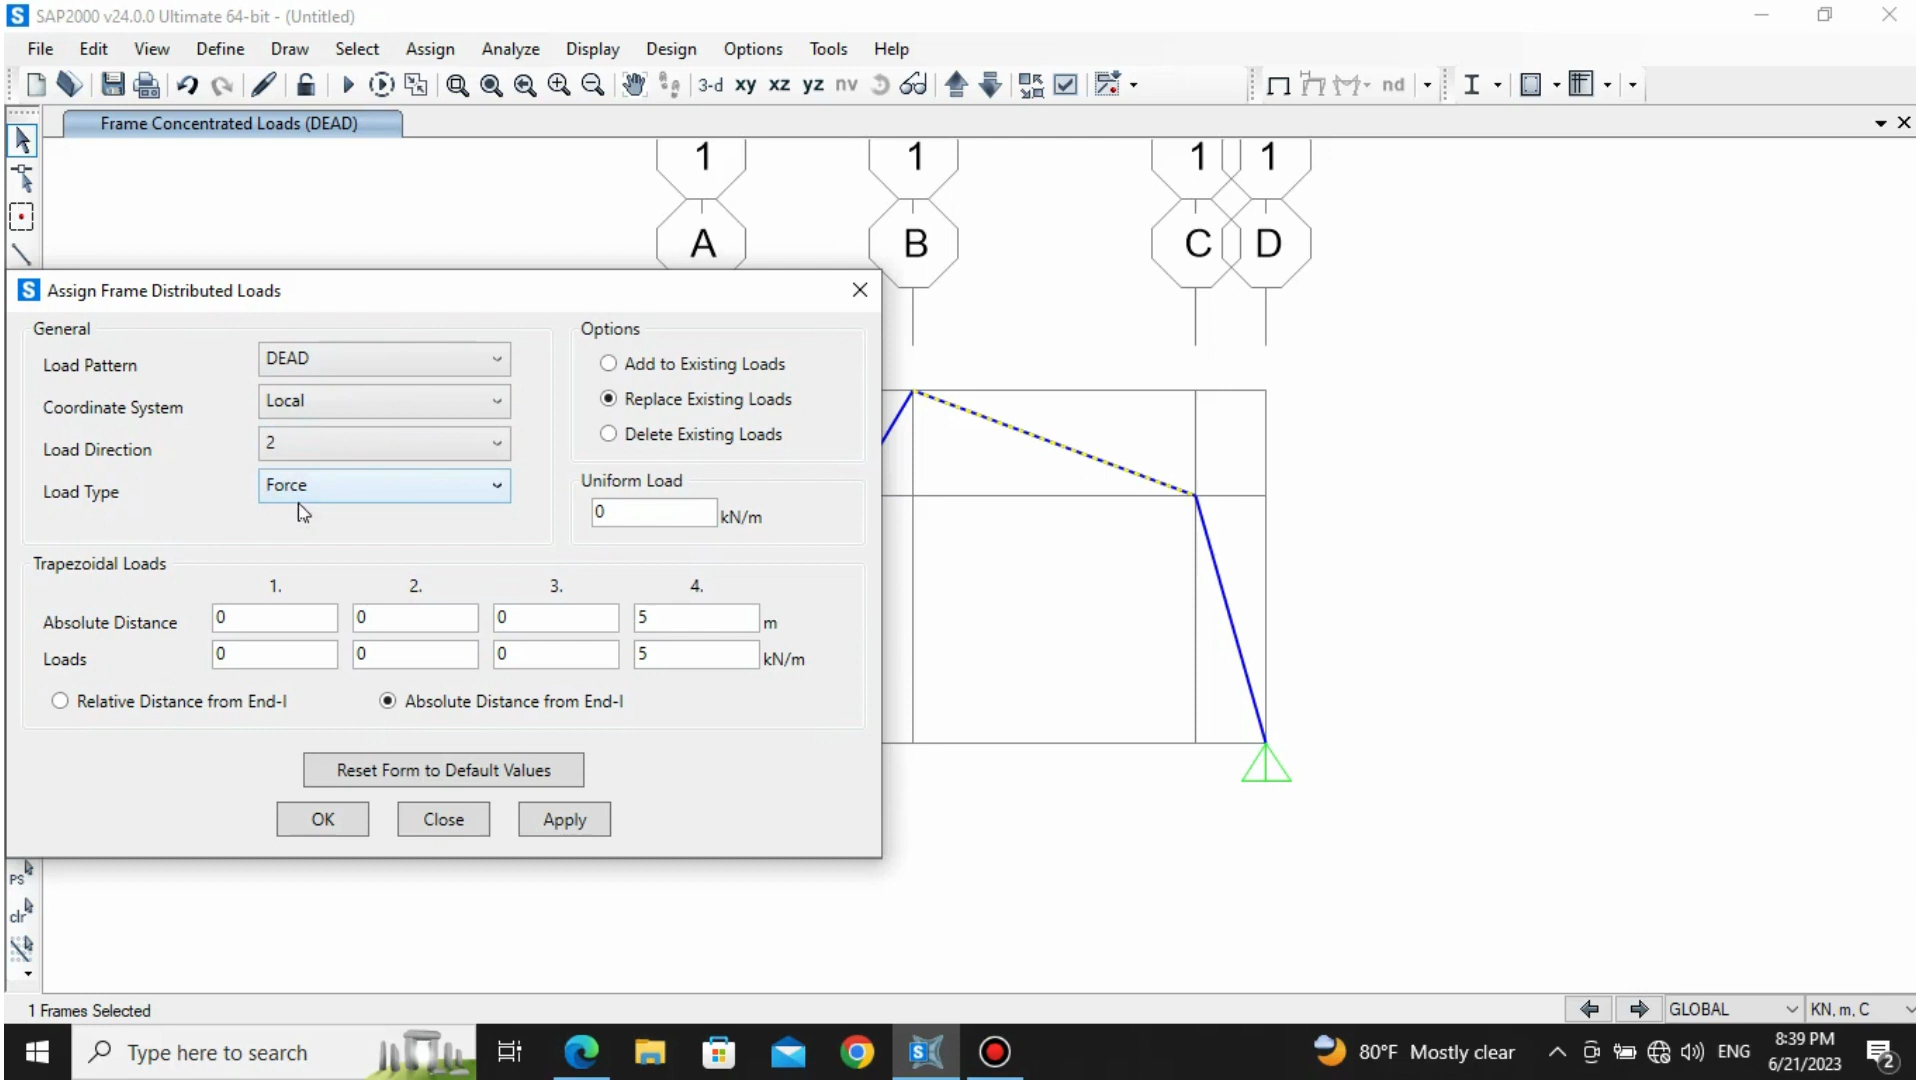 SAP2000 v24.0.0 Ultimate 64-bit - (Untitled)
File Edit View Define Draw Select Assign Analyze Display Design Options Tools Help
3-d xy xz yz nv nd
Frame Concentrated Loads (DEAD)
1 1 1 1
A B C D
Assign Frame Distributed Loads
General
Load Pattern DEAD
Coordinate System Local
Load Direction 2
Load Type Force
Options
Add to Existing Loads
Replace Existing Loads
Delete Existing Loads
Uniform Load
0 kN/m
Trapezoidal Loads
1. 2. 3. 4.
Absolute Distance 0 0 0 5 m
Loads 0 0 0 5 kN/m
Relative Distance from End-I Absolute Distance from End-I
Reset Form to Default Values
OK Close Apply
PS
clr
1 Frames Selected
GLOBAL KN, m, C
Type here to search
80°F Mostly clear
ENG
8:39 PM
6/21/2023
2